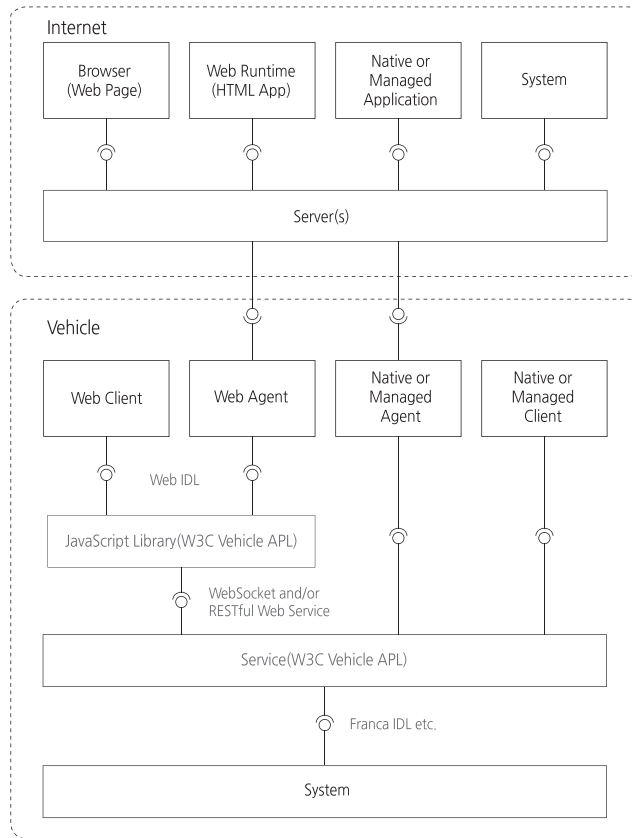 Internet
Browser
(Web Page)
Web Runtime
(HTML App)
Native or
Managed
Application
System
Server(s)
Vehicle
Web Client
Web Agent
Native or
Managed
Agent
Native or
Managed
Client
Web IDL
JavaScript Library(W3C Vehicle APL)
WebSocket and/or
RESTful Web Service
Service(W3C Vehicle APL)
Franca IDL etc.
System